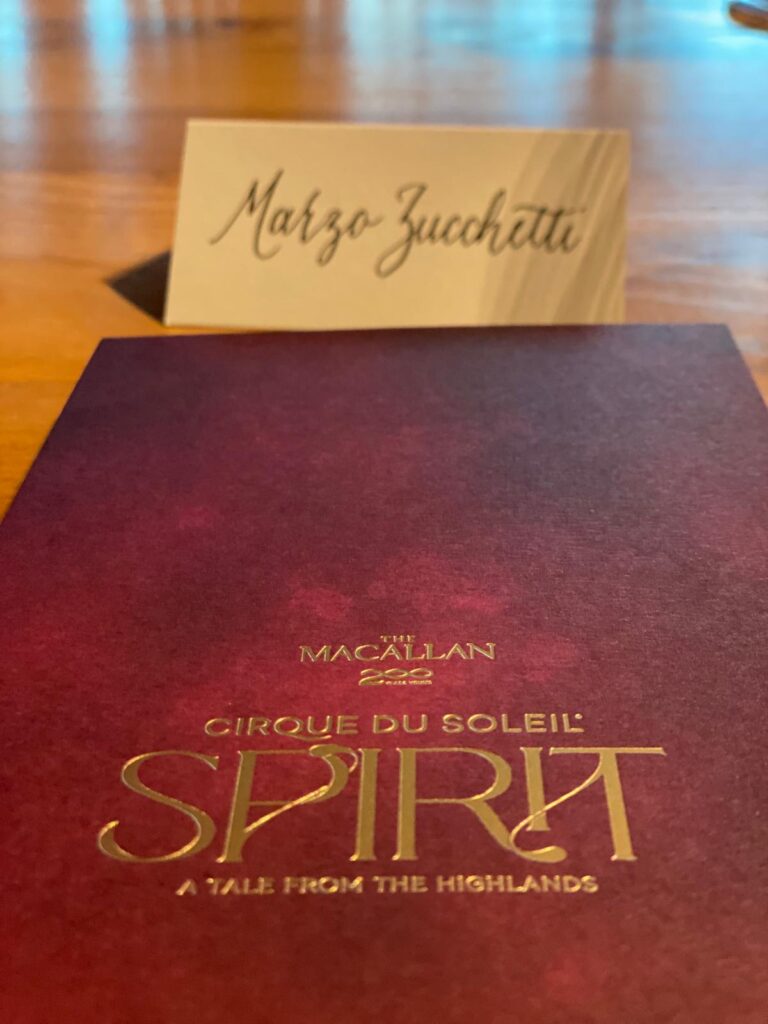 Marzo Zucchetti
THE
MACALLAN
200
CIRQUE DU SOLEIL
SPIRIT
A TALE FROM THE HIGHLANDS